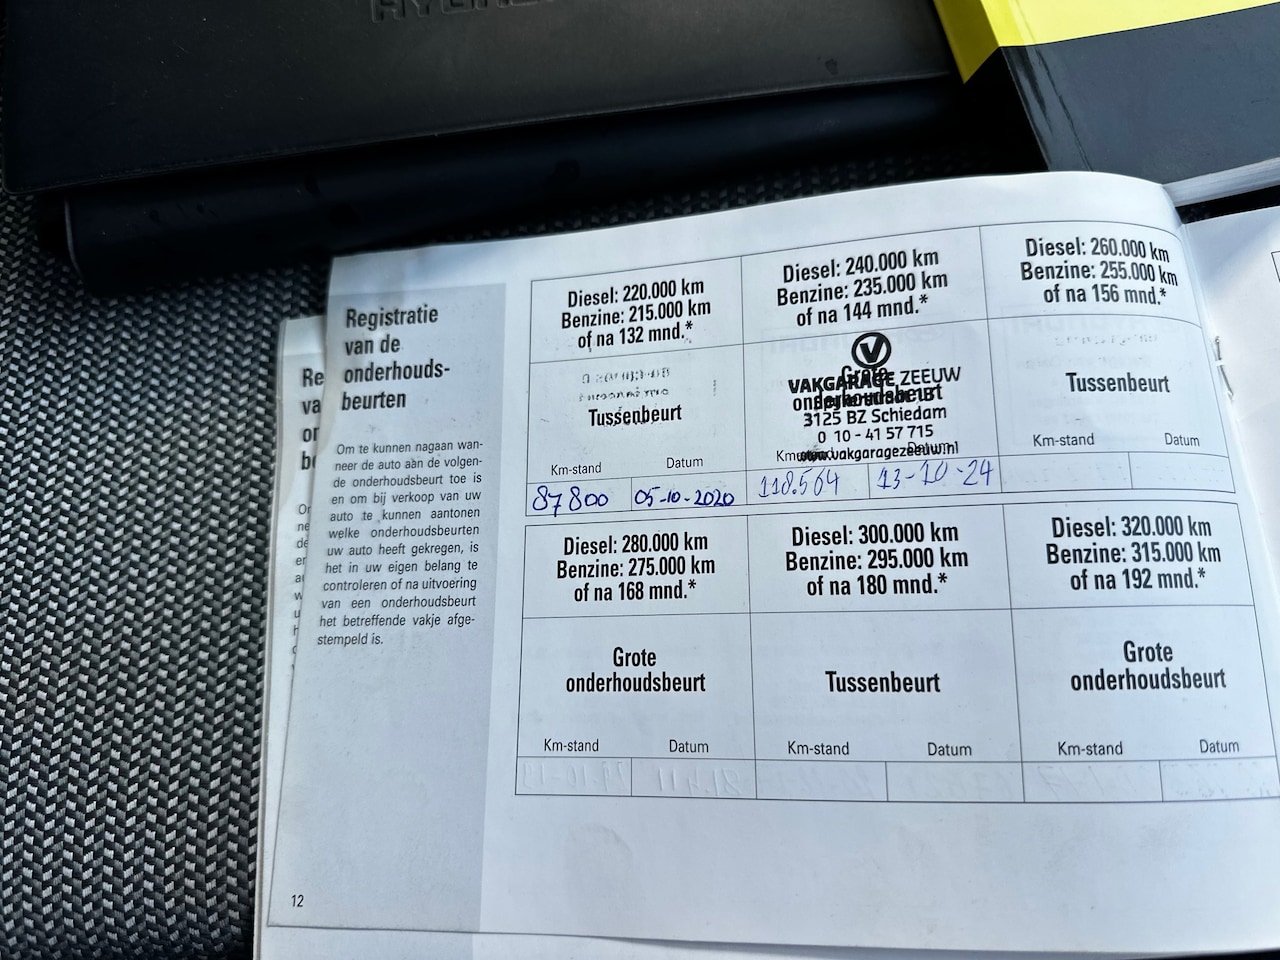 Registratie
van de
onderhouds-
beurten
Om te kunnen nagaan wan-
neer de auto aan de volgen-
de onderhoudsbeurt toe is
en om bij verkoop van uw
auto te kunnen aantonen
welke onderhoudsbeurten
uw auto heeft gekregen, is
het in uw eigen belang te
controleren of na uitvoering
van een onderhoudsbeurt
het betreffende vakje afge-
stempeld is.
Diesel: 220.000 km
Benzine: 215.000 km
of na 132 mnd.*
Tussenbeurt
Km-stand Datum
87800 05-10-2020
Diesel: 240.000 km
Benzine: 235.000 km
of na 144 mnd.*
Grote
onderhoudsbeurt
VAKGARAGE ZEEUW
3125 BZ Schiedam
010-41 57 715
www.vakgaragezeeuw.nl
118.564 13-10-24
Diesel: 260.000 km
Benzine: 255.000 km
of na 156 mnd.*
Tussenbeurt
Km-stand Datum
Diesel: 280.000 km
Benzine: 275.000 km
of na 168 mnd.*
Grote
onderhoudsbeurt
Km-stand Datum
Diesel: 300.000 km
Benzine: 295.000 km
of na 180 mnd.*
Tussenbeurt
Km-stand Datum
Diesel: 320.000 km
Benzine: 315.000 km
of na 192 mnd.*
Grote
onderhoudsbeurt
Km-stand Datum
12